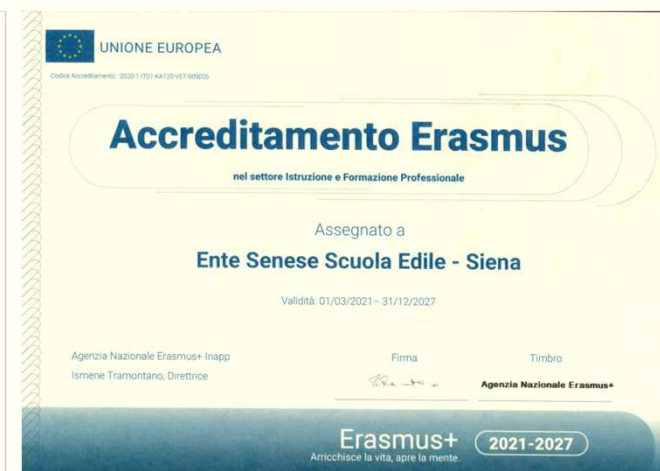 UNIONE EUROPEA
Codice Accreditamento: 2020-1-IT01-KA120-VET-009026
Accreditamento Erasmus
nel settore Istruzione e Formazione Professionale
Assegnato a
Ente Senese Scuola Edile - Siena
Validità: 01/03/2021– 31/12/2027
Agenzia Nazionale Erasmus+ Inapp
Ismene Tramontano, Direttrice
Firma
Timbro
Agenzia Nazionale Erasmus+
Erasmus+
Arricchisce la vita, apre la mente.
2021-2027